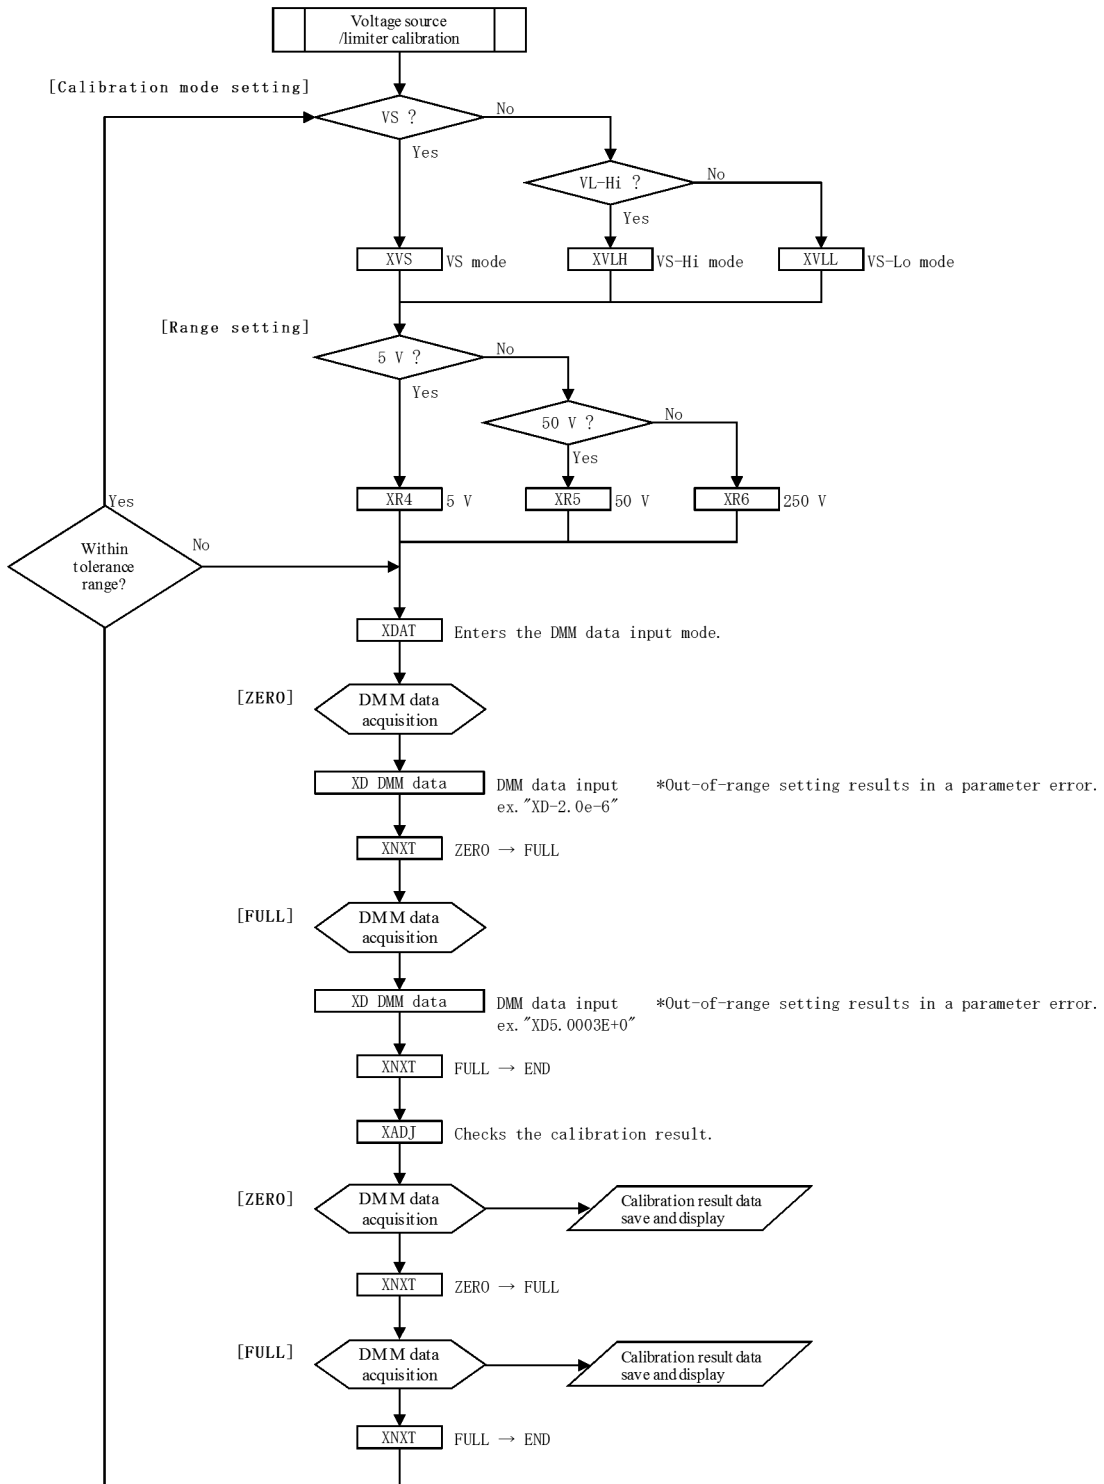 Voltage source
/limiter calibration
[Calibration mode setting]
VS ?
No
Yes
VL-Hi ?
No
Yes
XVS
VS mode
XVLH
VS-Hi mode
XVLL
VS-Lo mode
[Range setting]
5 V ?
No
Yes
50 V ?
No
Yes
XR4
5 V
XR5
50 V
XR6
250 V
Yes
Within
tolerance
range?
No
XDAT
Enters the DMM data input mode.
[ZERO]
DMM data
acquisition
XD DMM data
DMM data input
*Out-of-range setting results in a parameter error.
ex."XD-2.0e-6"
XNXT
ZERO → FULL
[FULL]
DMM data
acquisition
XD DMM data
DMM data input
*Out-of-range setting results in a parameter error.
ex."XD5.0003E+0"
XNXT
FULL → END
XADJ
Checks the calibration result.
[ZERO]
DMM data
acquisition
Calibration result data
save and display
XNXT
ZERO → FULL
[FULL]
DMM data
acquisition
Calibration result data
save and display
XNXT
FULL → END